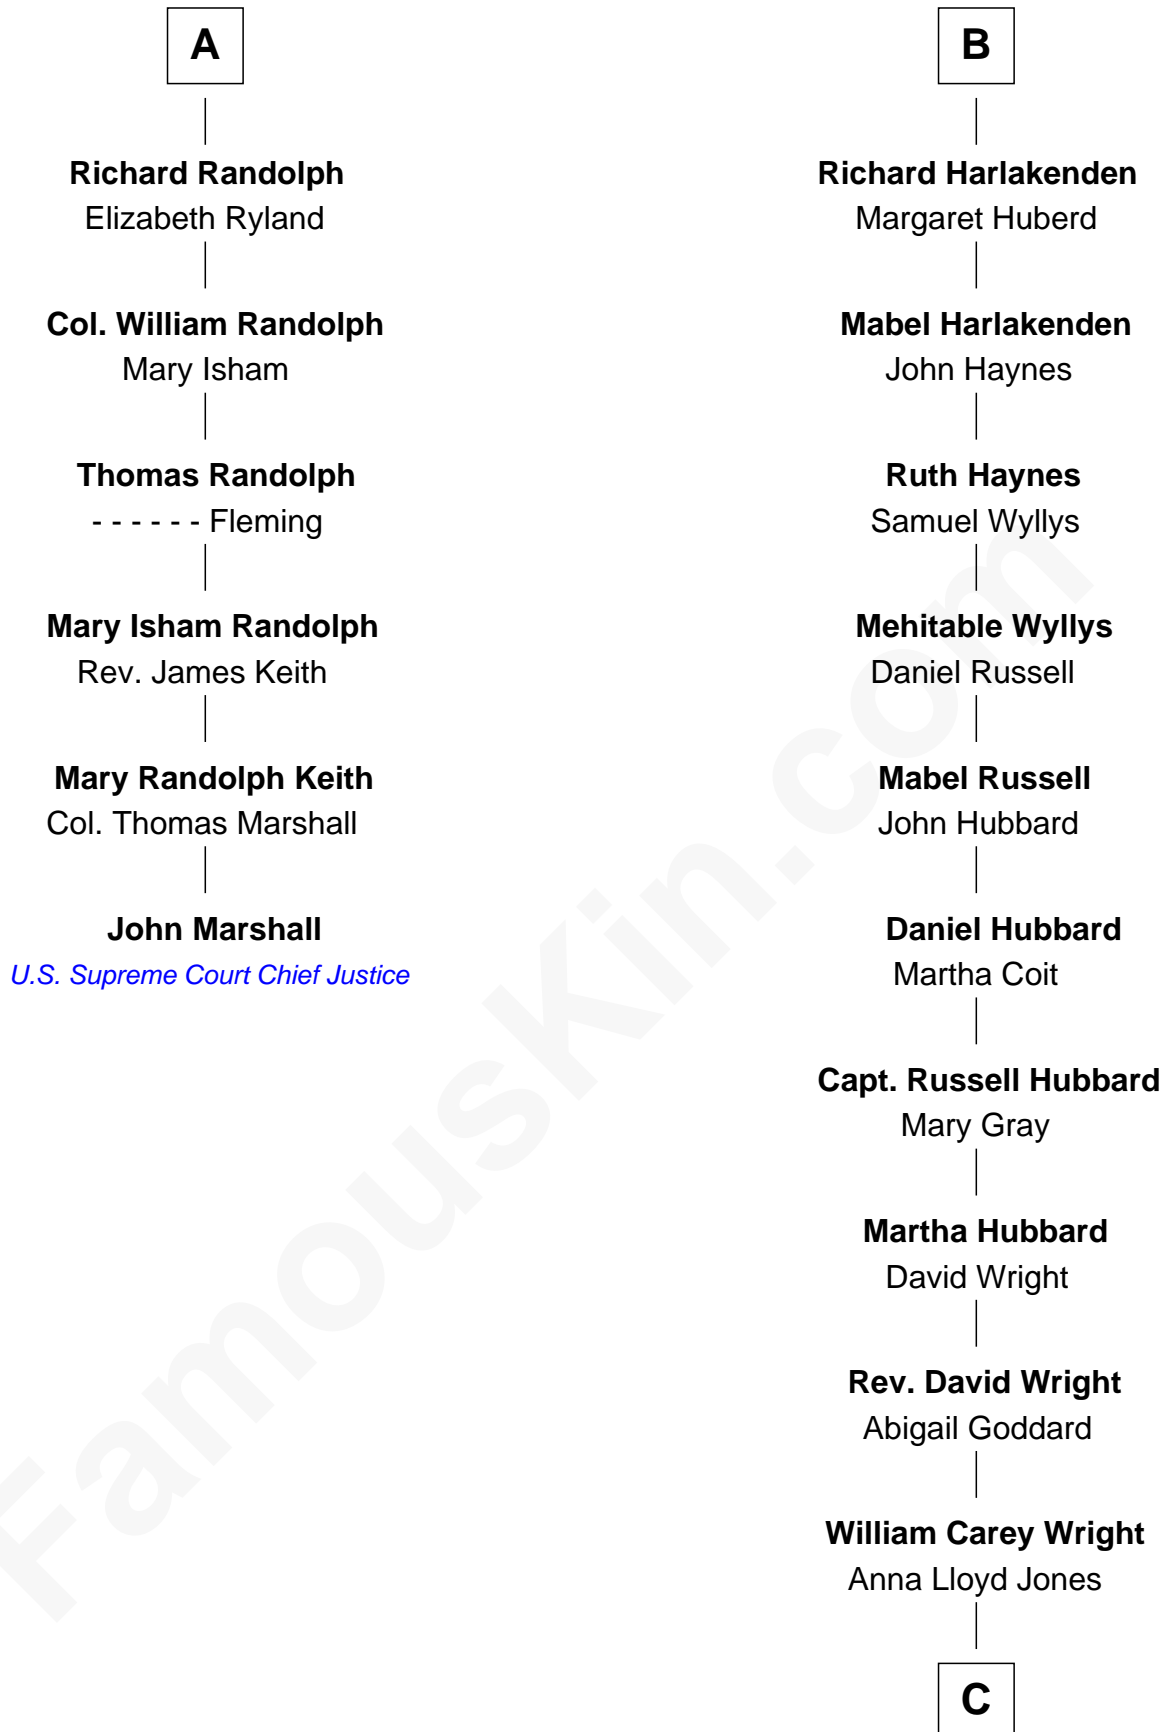 A
Richard Randolph
Elizabeth Ryland
Col. William Randolph
Mary Isham
Thomas Randolph
- - - - - - Fleming
Mary Isham Randolph
Rev. James Keith
Mary Randolph Keith
Col. Thomas Marshall
John Marshall
U.S. Supreme Court Chief Justice
B
Richard Harlakenden
Margaret Huberd
Mabel Harlakenden
John Haynes
Ruth Haynes
Samuel Wyllys
Mehitable Wyllys
Daniel Russell
Mabel Russell
John Hubbard
Daniel Hubbard
Martha Coit
Capt. Russell Hubbard
Mary Gray
Martha Hubbard
David Wright
Rev. David Wright
Abigail Goddard
William Carey Wright
Anna Lloyd Jones
C
FamousKin.com